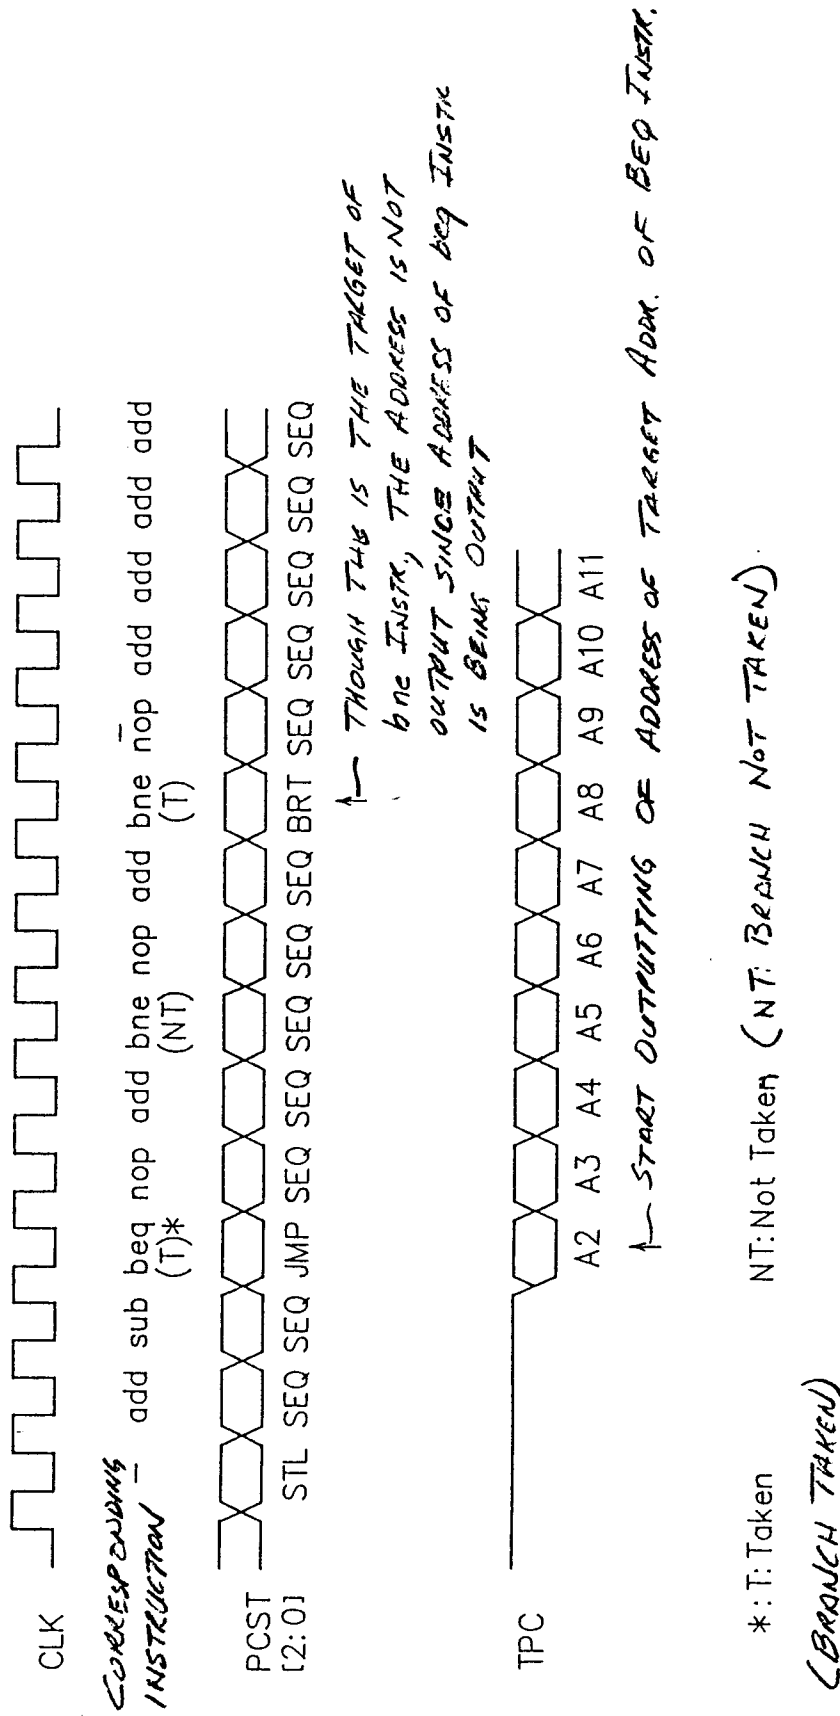 CLK
CORRESPONDING
INSTRUCTION
— add sub beq nop add bne nop add bne nop add add add add
(T)* (NT) (T)
PCST
[2:0]
STL SEQ SEQ JMP SEQ SEQ SEQ SEQ SEQ BRT SEQ SEQ SEQ SEQ SEQ
THOUGH THIS IS THE TARGET OF
bne INSTR., THE ADDRESS IS NOT
OUTPUT SINCE ADDRESS OF beq INSTR
IS BEING OUTPUT
TPC
A2 A3 A4 A5 A6 A7 A8 A9 A10 A11
START OUTPUTTING OF ADDRESS OF TARGET ADDR. OF BEQ INSTR.
*: T: Taken
NT: Not Taken (NT: BRANCH NOT TAKEN).
(BRANCH TAKEN)